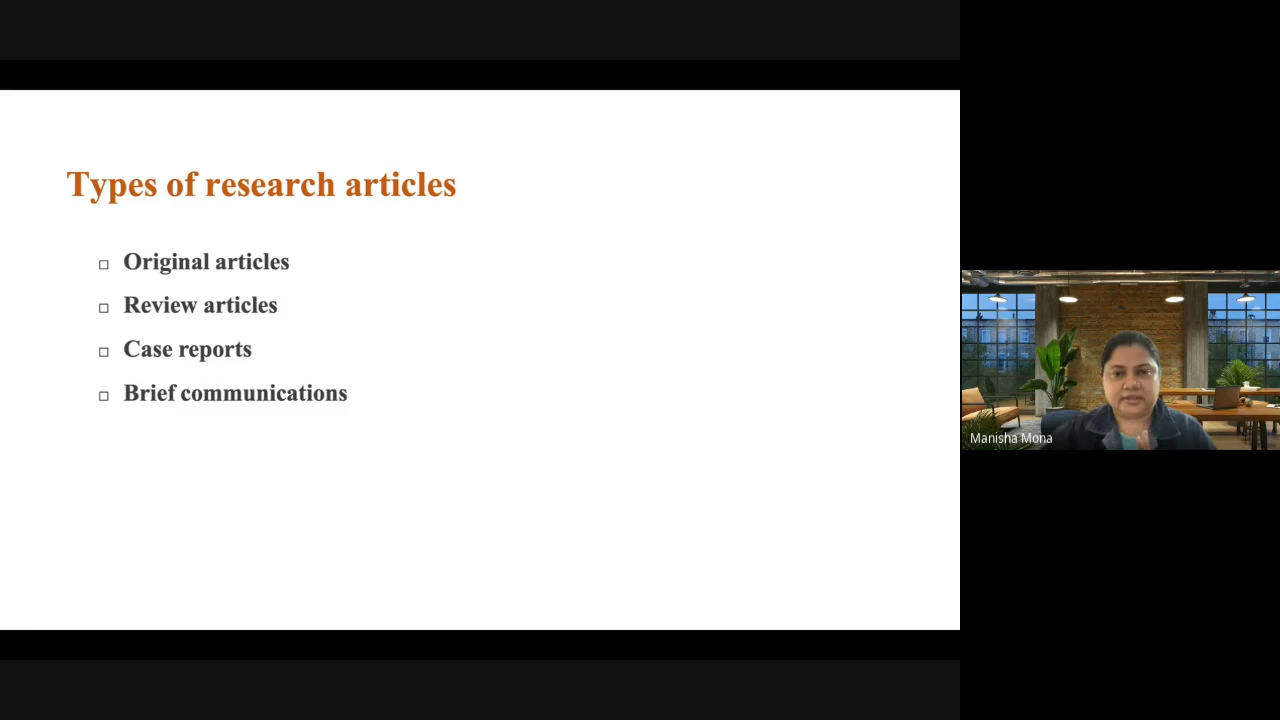 Types of research articles
Original articles
Review articles
Case reports
Brief communications
Manisha Mona